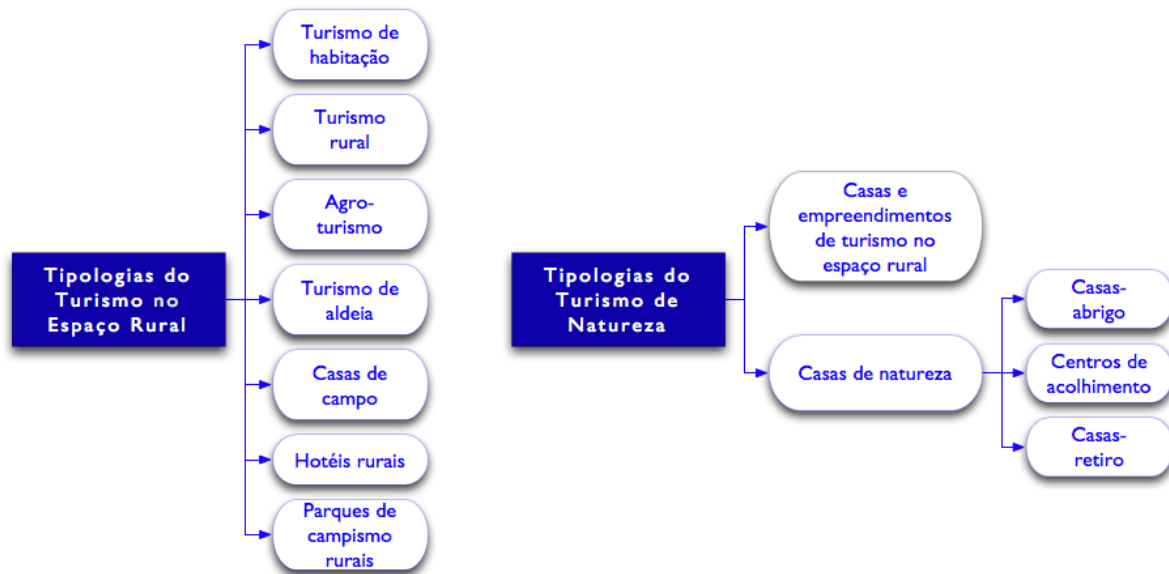 Tipologias do
Turismo no
Espaço Rural
Turismo de
habitação
Turismo
rural
Agro-
turismo
Turismo de
aldeia
Casas de
campo
Hotéis rurais
Parques de
campismo
rurais
Tipologias do
Turismo de
Natureza
Casas e
empreendimentos
de turismo no
espaço rural
Casas de natureza
Casas-
abrigo
Centros de
acolhimento
Casas-
retiro